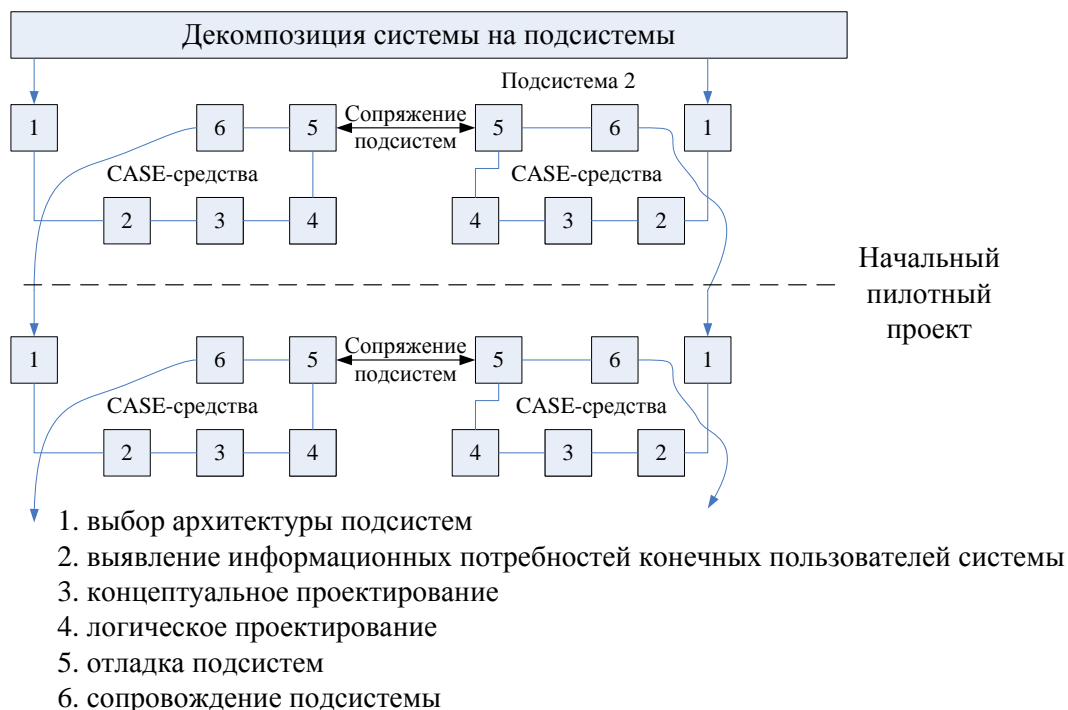 Декомпозиция системы на подсистемы
Подсистема 2
1
6
5
Сопряжение
подсистем
5
6
1
CASE-средства
CASE-средства
2
3
4
4
3
2
Начальный
пилотный
проект
1
6
5
Сопряжение
подсистем
5
6
1
CASE-средства
CASE-средства
2
3
4
4
3
2
1. выбор архитектуры подсистем
2. выявление информационных потребностей конечных пользователей системы
3. концептуальное проектирование
4. логическое проектирование
5. отладка подсистем
6. сопровождение подсистемы